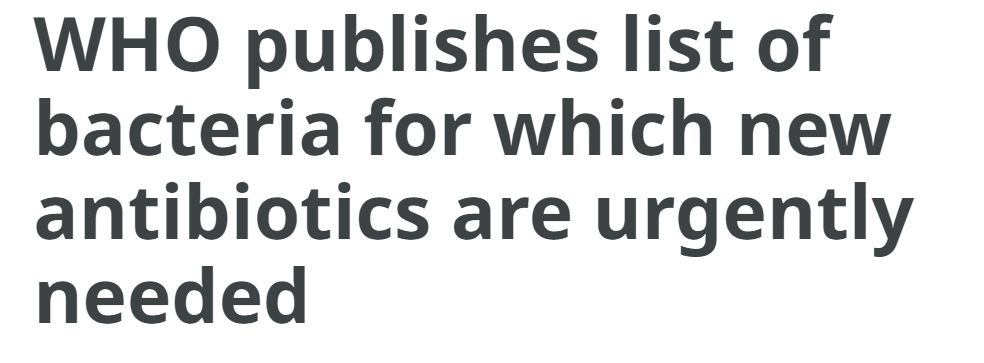 WHO publishes list of
bacteria for which new
antibiotics are urgently
needed